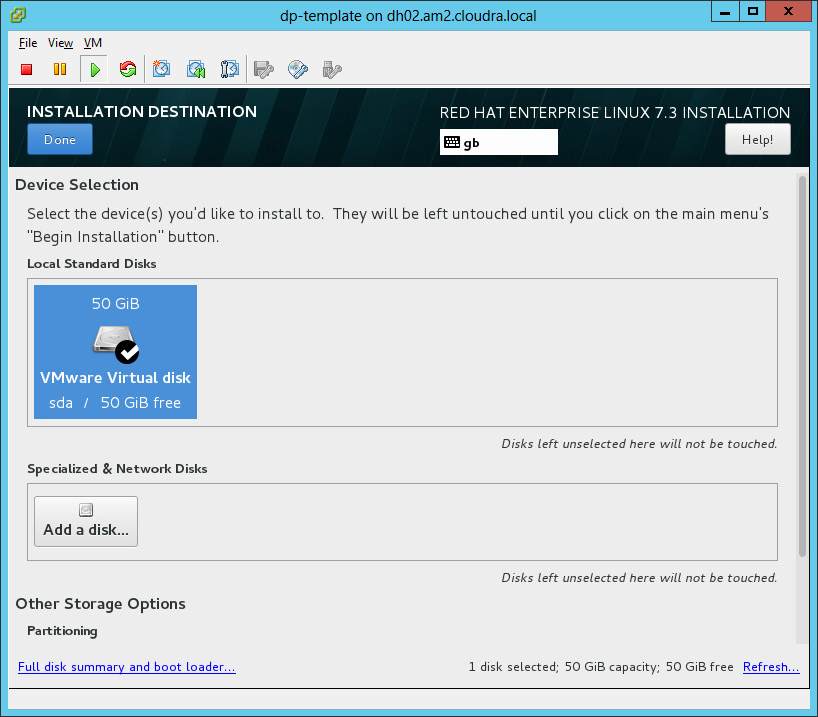 dp-template on dh02.am2.cloudra.local
File View VM
INSTALLATION DESTINATION
RED HAT ENTERPRISE LINUX 7.3 INSTALLATION
Done
gb
Help!
Device Selection
Select the device(s) you'd like to install to. They will be left untouched until you click on the main menu's
"Begin Installation" button.
Local Standard Disks
50 GiB
VMware Virtual disk
sda / 50 GiB free
Disks left unselected here will not be touched.
Specialized & Network Disks
Add a disk...
Disks left unselected here will not be touched.
Other Storage Options
Partitioning
Full disk summary and boot loader... 1 disk selected; 50 GiB capacity; 50 GiB free Refresh...